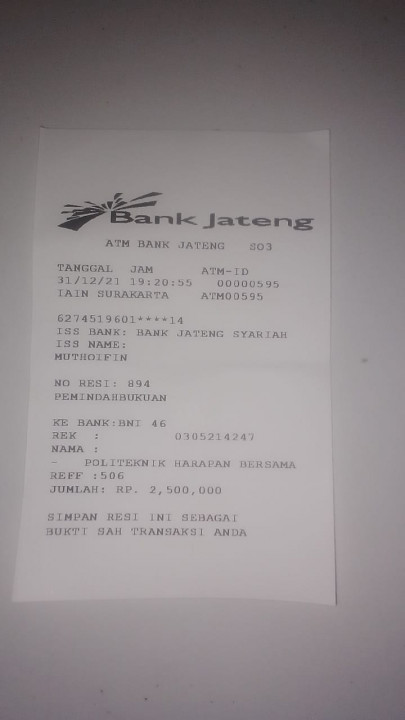 Bank Jateng
ATM BANK JATENG S03
TANGGAL JAM ATM-ID
31/12/21 19:20:55 00000595
IAIN SURAKARTA ATM00595
6274519601****14
ISS BANK: BANK JATENG SYARIAH
ISS NAME:
MUTHOIFIN
NO RESI: 894
PEMINDAHBUKUAN
KE BANK:BNI 46
REK : 0305214247
NAMA :
- POLITEKNIK HARAPAN BERSAMA
REFF :506
JUMLAH: RP. 2,500,000
SIMPAN RESI INI SEBAGAI
BUKTI SAH TRANSAKSI ANDA